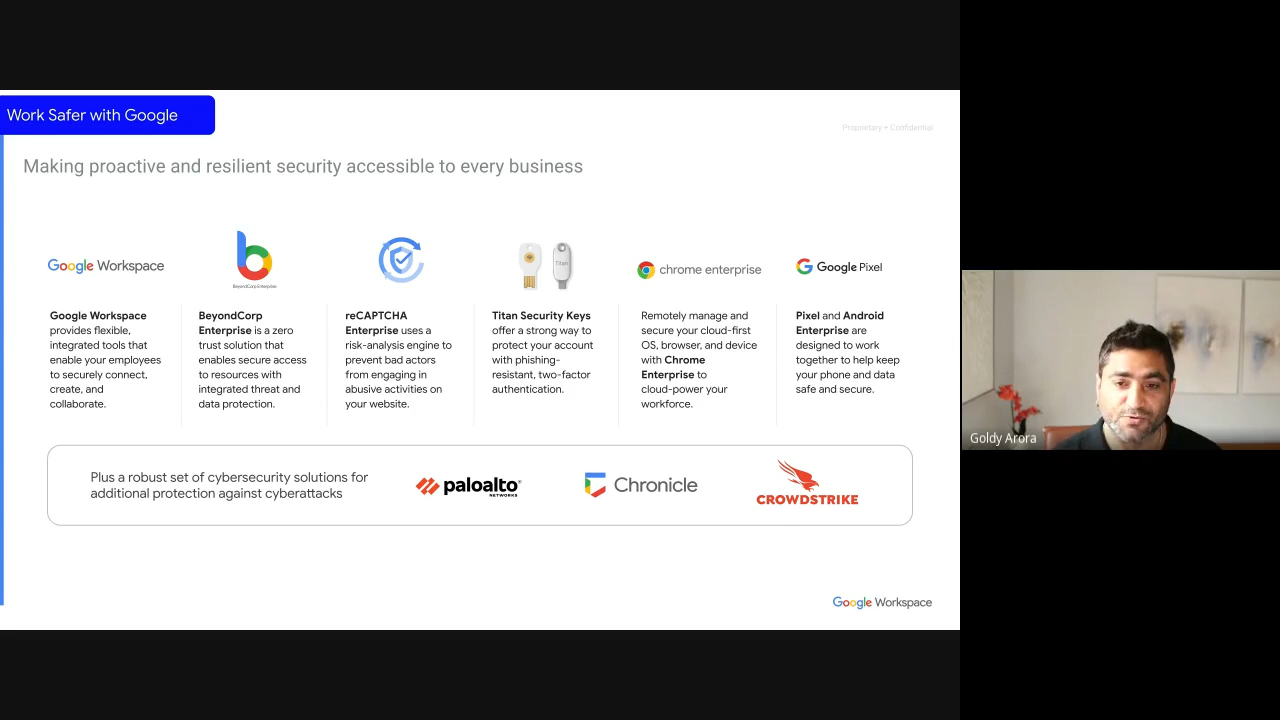 Work Safer with Google
Proprietary + Confidential
Making proactive and resilient security accessible to every business
Google Workspace
BeyondCorp Enterprise
Titan
chrome enterprise
Google Pixel
Google Workspace
provides flexible,
integrated tools that
enable your employees
to securely connect,
create, and
collaborate.
BeyondCorp
Enterprise is a zero
trust solution that
enables secure access
to resources with
integrated threat and
data protection.
reCAPTCHA
Enterprise uses a
risk-analysis engine to
prevent bad actors
from engaging in
abusive activities on
your website.
Titan Security Keys
offer a strong way to
protect your account
with phishing-
resistant, two-factor
authentication.
Remotely manage and
secure your cloud-first
OS, browser, and device
with Chrome
Enterprise to
cloud-power your
workforce.
Pixel and Android
Enterprise are
designed to work
together to help keep
your phone and data
safe and secure.
Plus a robust set of cybersecurity solutions for
additional protection against cyberattacks
paloalto
NETWORKS
Chronicle
CROWDSTRIKE
Google Workspace
Goldy Arora